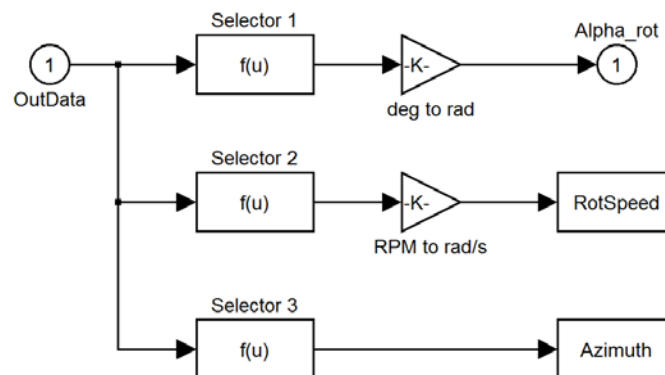 Selector 1
Alpha_rot
1
f(u)
-K-
1
OutData
deg to rad
Selector 2
f(u)
-K-
RotSpeed
RPM to rad/s
Selector 3
f(u)
Azimuth